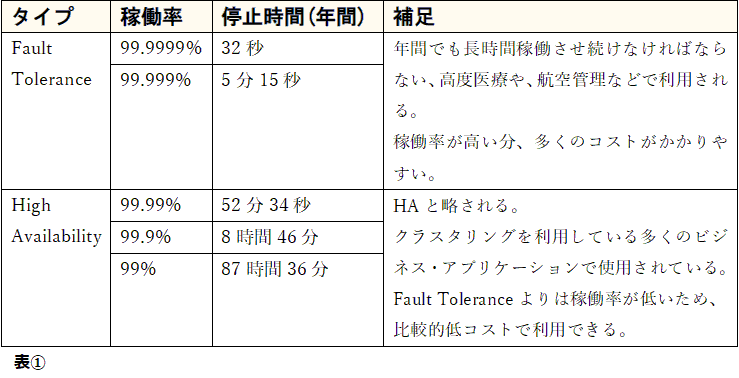 タイプ 稼働率 停止時間(年間) 補足
Fault Tolerance
99.9999% 32 秒
99.999% 5 分 15 秒
年間でも長時間稼働させ続けなければなら
ない、高度医療や、航空管理などで利用され
る。
稼働率が高い分、多くのコストがかかりや
すい。
High Availability
99.99% 52 分 34 秒
99.9% 8 時間 46 分
99% 87 時間 36 分
HA と略される。
クラスタリングを利用している多くのビジ
ネス・アプリケーションで使用されている。
Fault Tolerance よりは稼働率が低いため、
比較的低コストで利用できる。
表①